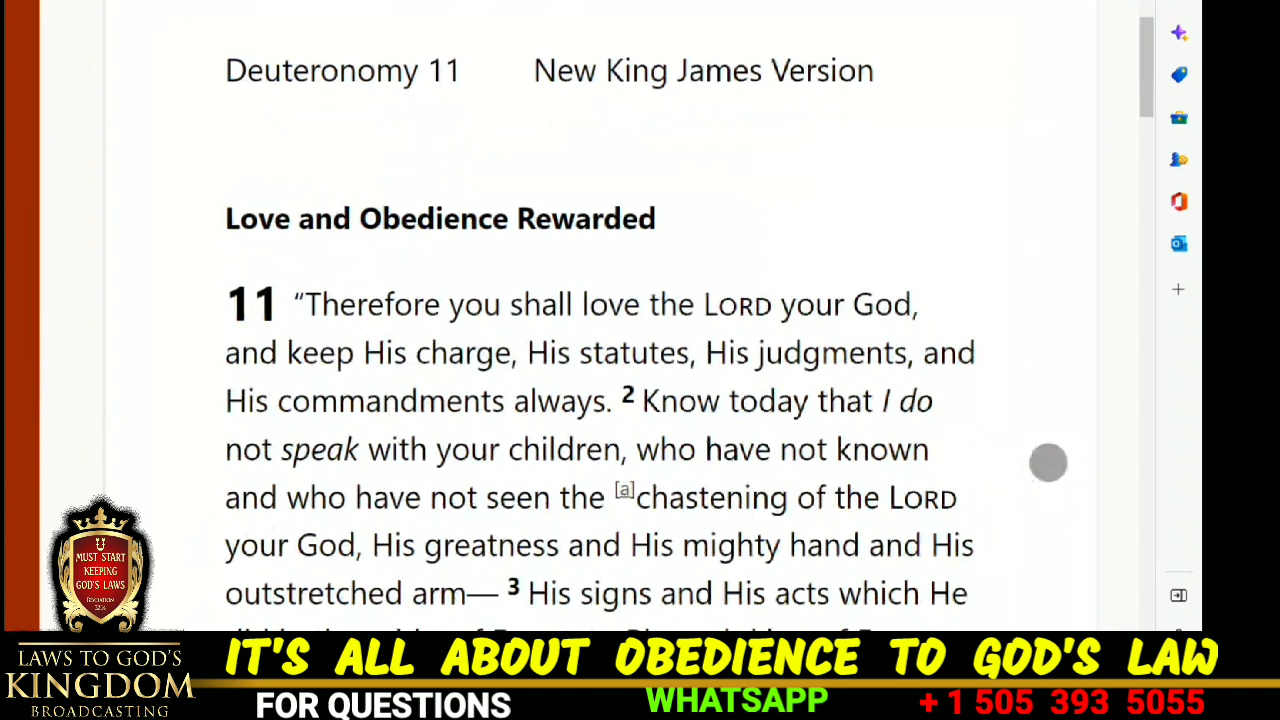 Deuteronomy 11 New King James Version
Love and Obedience Rewarded
11 “Therefore you shall love the LORD your God,
and keep His charge, His statutes, His judgments, and
His commandments always. 2 Know today that I do
not speak with your children, who have not known
and who have not seen the [a]chastening of the LORD
your God, His greatness and His mighty hand and His
outstretched arm— 3 His signs and His acts which He
U
MUST START
KEEPING
GOD'S LAWS
LAWS TO GOD'S
KINGDOM
BROADCASTING
IT'S ALL ABOUT OBEDIENCE TO GOD'S LAW
FOR QUESTIONS WHATSAPP + 1 505 393 5055